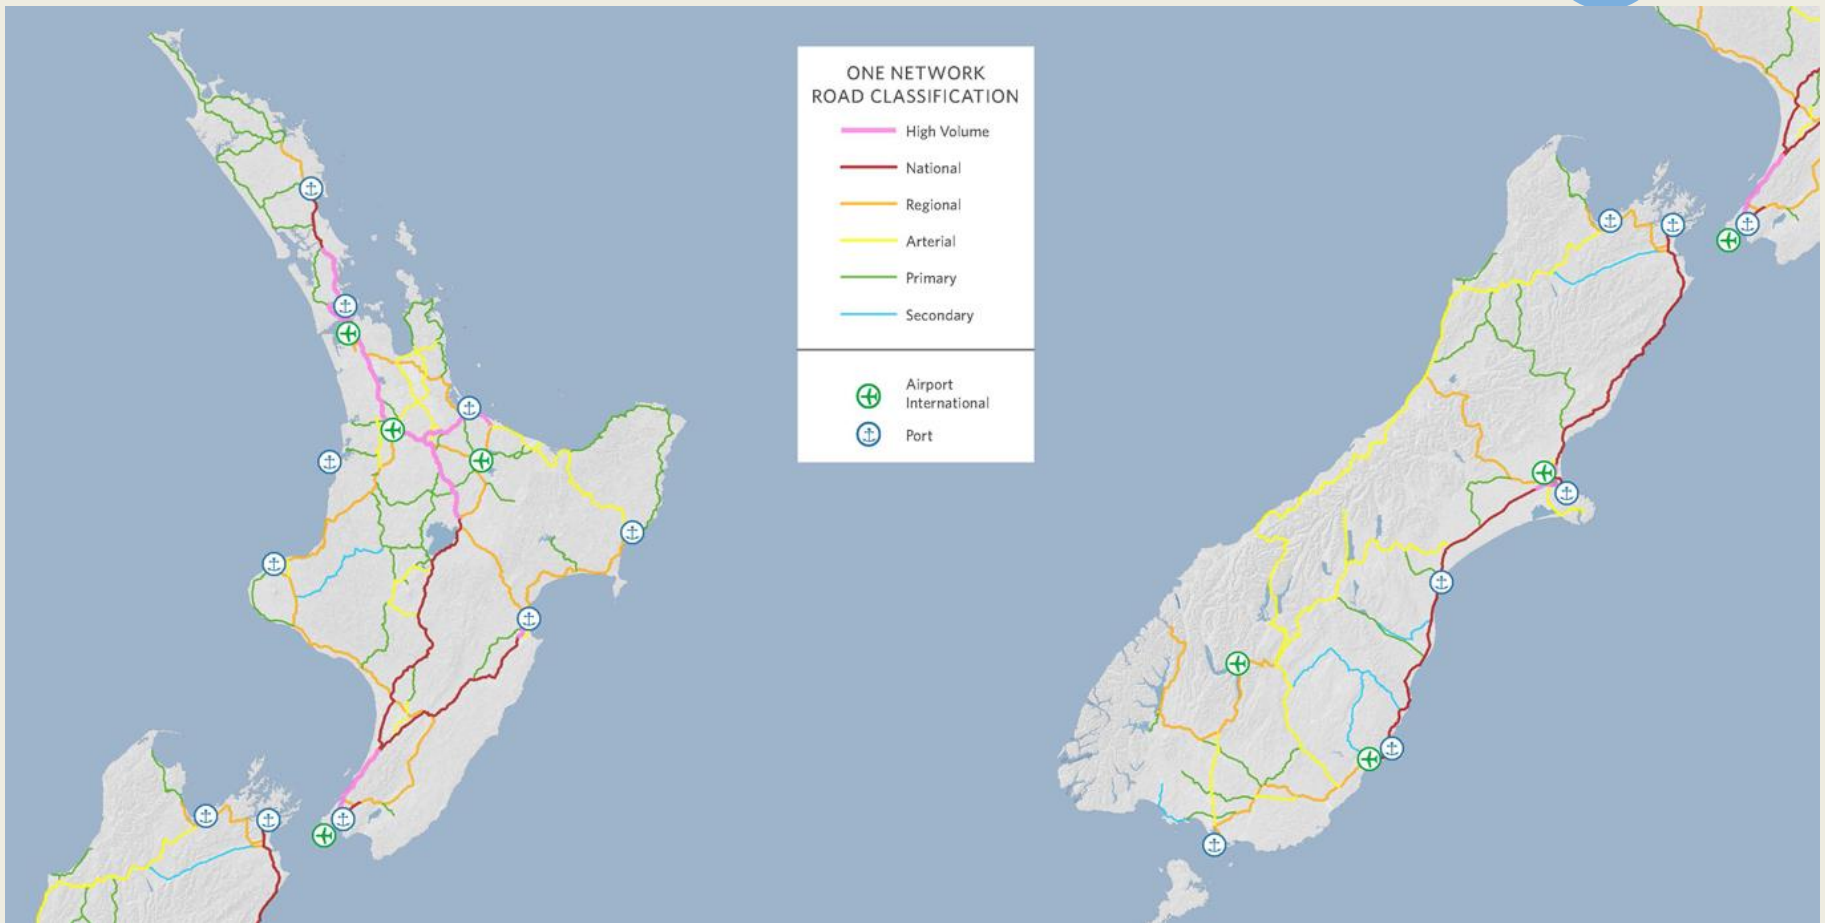 ONE NETWORK
ROAD CLASSIFICATION
High Volume
National
Regional
Arterial
Primary
Secondary
Airport
International
Port